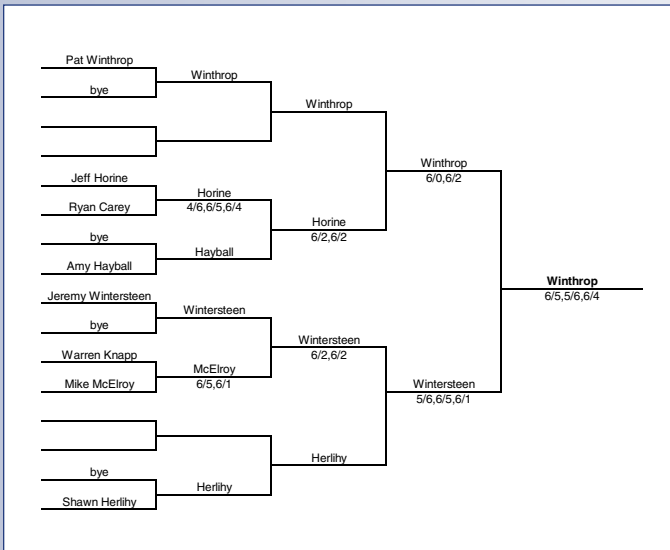 Pat Winthrop
bye
Jeff Horine
Ryan Carey
bye
Amy Hayball
Jeremy Wintersteen
bye
Warren Knapp
Mike McElroy
bye
Shawn Herlihy
Winthrop
Horine
4/6,6/5,6/4
Hayball
Wintersteen
McElroy
6/5,6/1
Herlihy
Winthrop
Horine
6/2,6/2
Wintersteen
6/2,6/2
Herlihy
Winthrop
6/0,6/2
Wintersteen
5/6,6/5,6/1
Winthrop
6/5,5/6,6/4